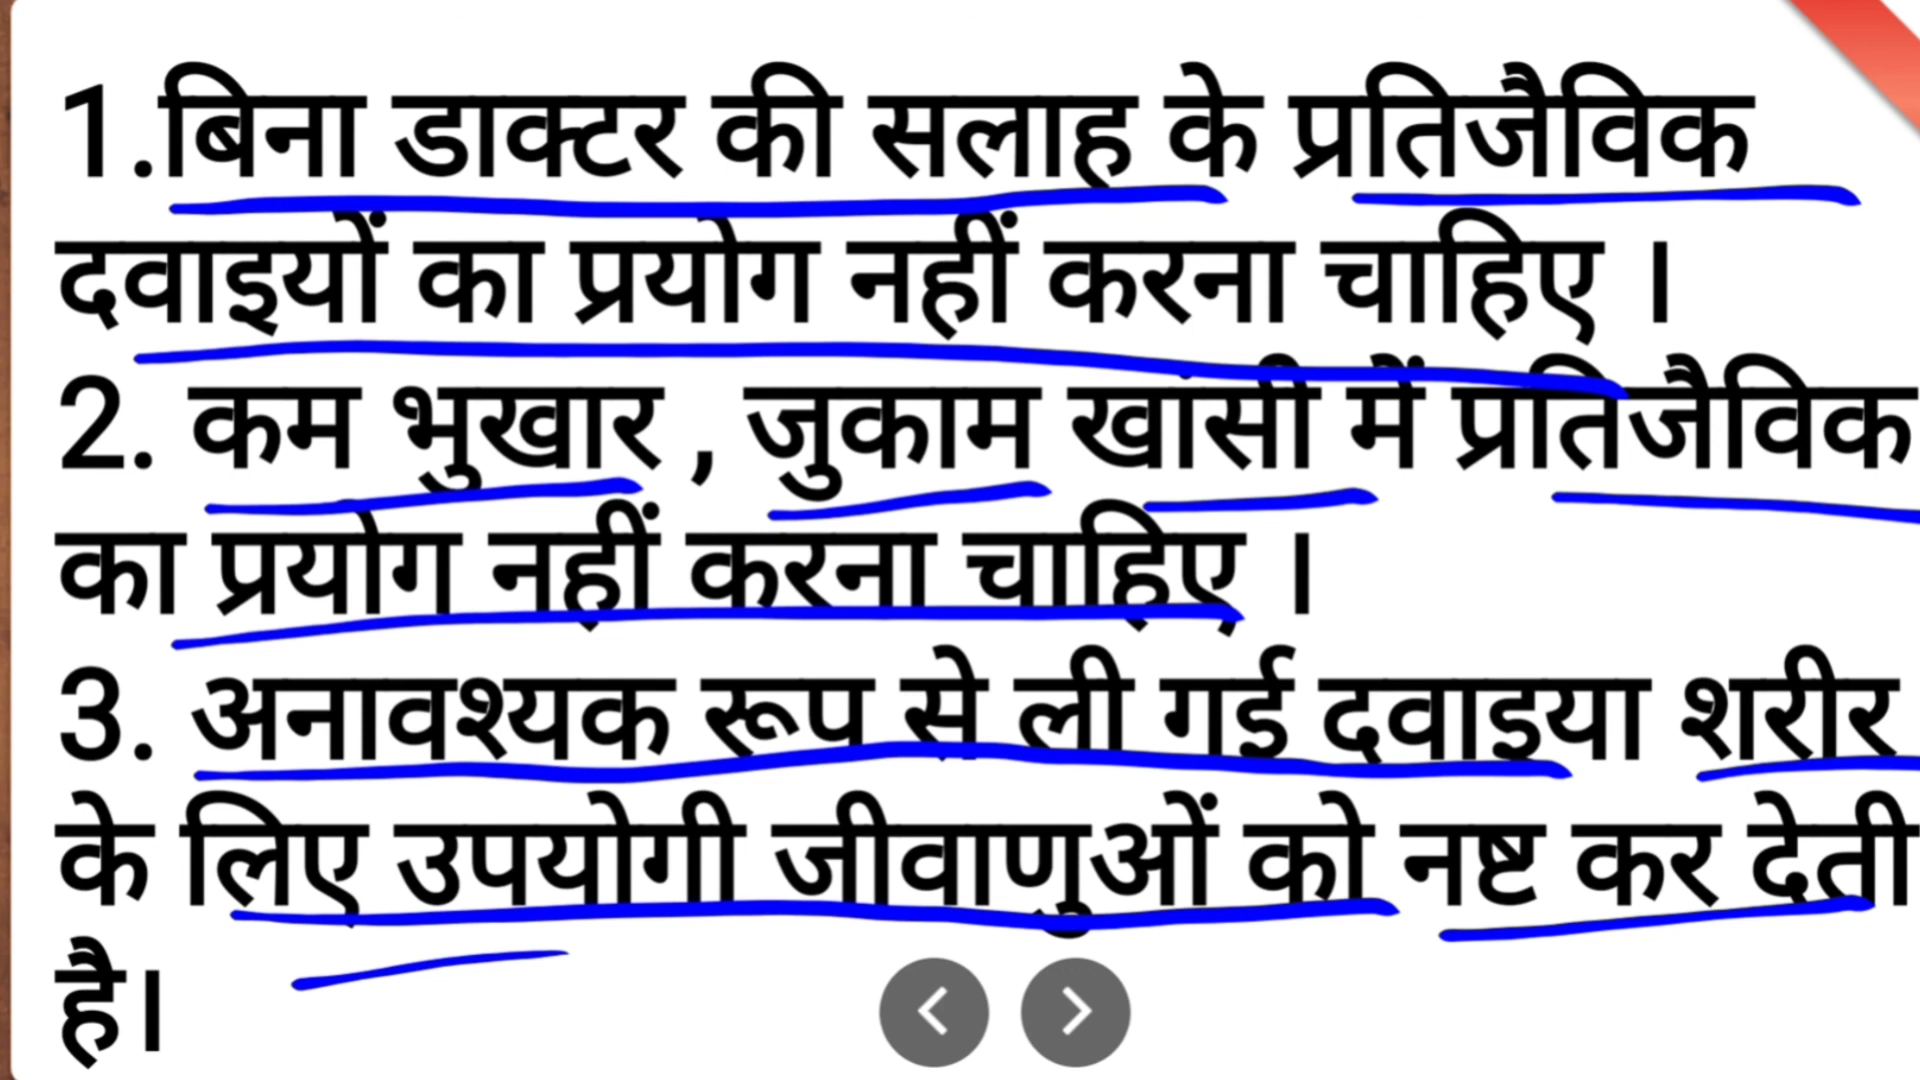 1.बिना डाक्टर की सलाह के प्रतिजैविक
दवाइयों का प्रयोग नहीं करना चाहिए ।
2. कम भुखार , जुकाम खांसी में प्रतिजैविक
का प्रयोग नहीं करना चाहिए ।
3. अनावश्यक रूप से ली गई दवाइया शरीर
के लिए उपयोगी जीवाणुओं को नष्ट कर देती
है।